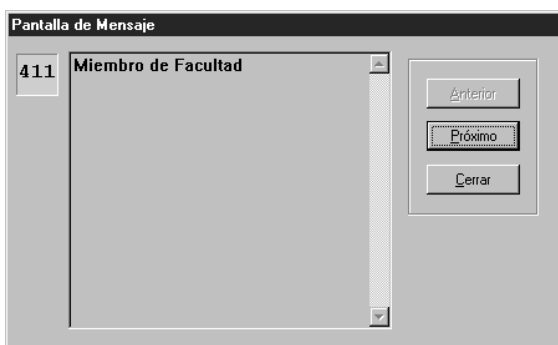 Pantalla de Mensaje
411
Miembro de Facultad
Anterior
Próximo
Cerrar